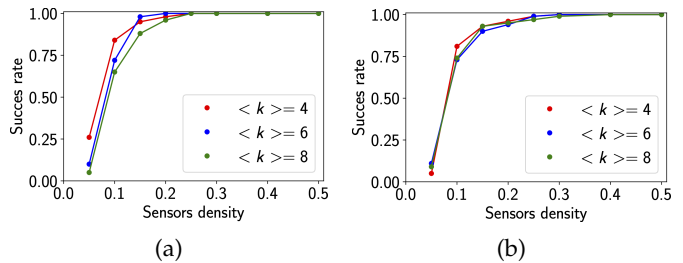 1.00
0.75
0.50
0.25
0.00
Succes rate
0.0 0.1 0.2 0.3 0.4 0.5
Sensors density
< k >= 4
< k >= 6
< k >= 8
(a)
1.00
0.75
0.50
0.25
0.00
Succes rate
0.0 0.1 0.2 0.3 0.4 0.5
Sensors density
< k >= 4
< k >= 6
< k >= 8
(b)